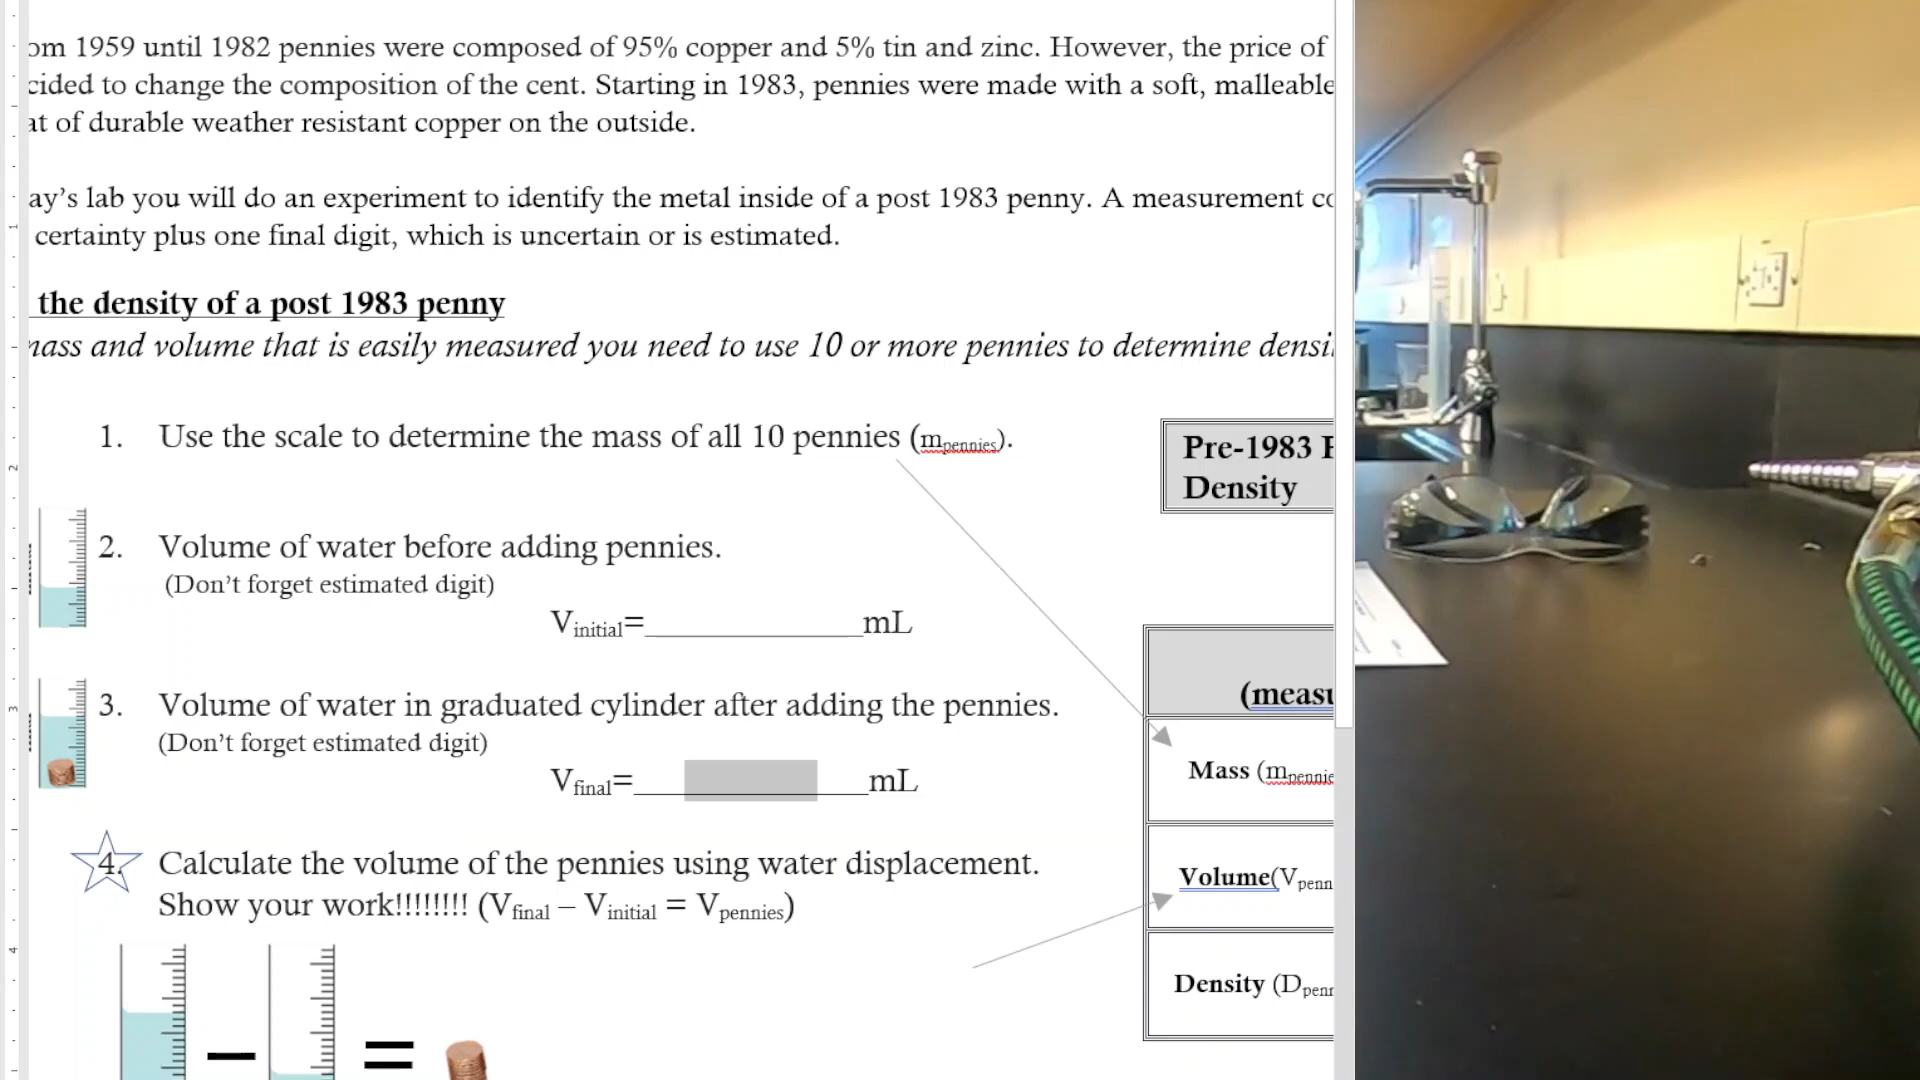 om 1959 until 1982 pennies were composed of 95% copper and 5% tin and zinc. However, the price of
cided to change the composition of the cent. Starting in 1983, pennies were made with a soft, malleable
at of durable weather resistant copper on the outside.
ay's lab you will do an experiment to identify the metal inside of a post 1983 penny. A measurement co
certainty plus one final digit, which is uncertain or is estimated.
the density of a post 1983 penny
mass and volume that is easily measured you need to use 10 or more pennies to determine densi
1. Use the scale to determine the mass of all 10 pennies (mpennies).
Pre-1983 P
Density
2. Volume of water before adding pennies.
(Don't forget estimated digit)
Vinitial=______________mL
(measu
3. Volume of water in graduated cylinder after adding the pennies.
(Don't forget estimated digit)
Vfinal=_______________mL
Mass (mpennie
4. Calculate the volume of the pennies using water displacement.
Show your work!!!!!!!! (Vfinal – Vinitial = Vpennies)
Volume(Vpenn
Density (Dpenn
– =
1
2
3
4